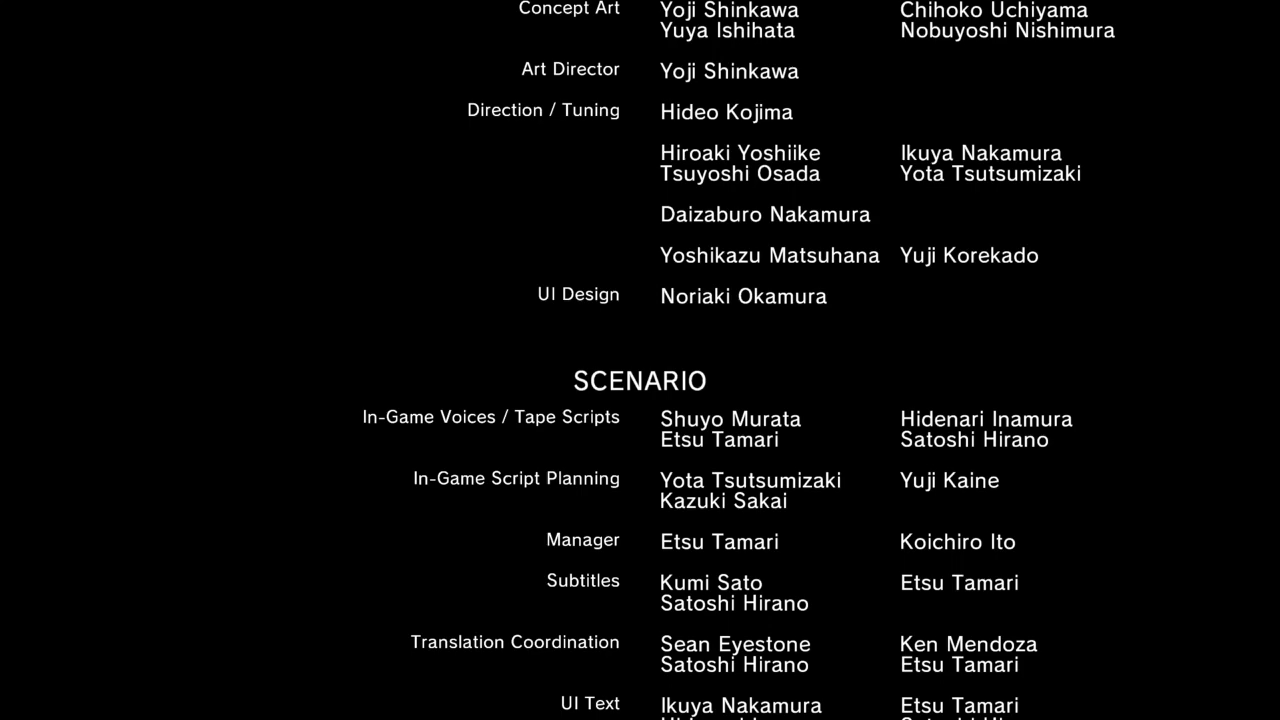 Concept Art Yoji Shinkawa Chihoko Uchiyama
Yuya Ishihata Nobuyoshi Nishimura
Art Director Yoji Shinkawa
Direction / Tuning Hideo Kojima
Hiroaki Yoshiike Ikuya Nakamura
Tsuyoshi Osada Yota Tsutsumizaki
Daizaburo Nakamura
Yoshikazu Matsuhana Yuji Korekado
UI Design Noriaki Okamura
SCENARIO
In-Game Voices / Tape Scripts Shuyo Murata Hidenari Inamura
Etsu Tamari Satoshi Hirano
In-Game Script Planning Yota Tsutsumizaki Yuji Kaine
Kazuki Sakai
Manager Etsu Tamari Koichiro Ito
Subtitles Kumi Sato Etsu Tamari
Satoshi Hirano
Translation Coordination Sean Eyestone Ken Mendoza
Satoshi Hirano Etsu Tamari
UI Text Ikuya Nakamura Etsu Tamari